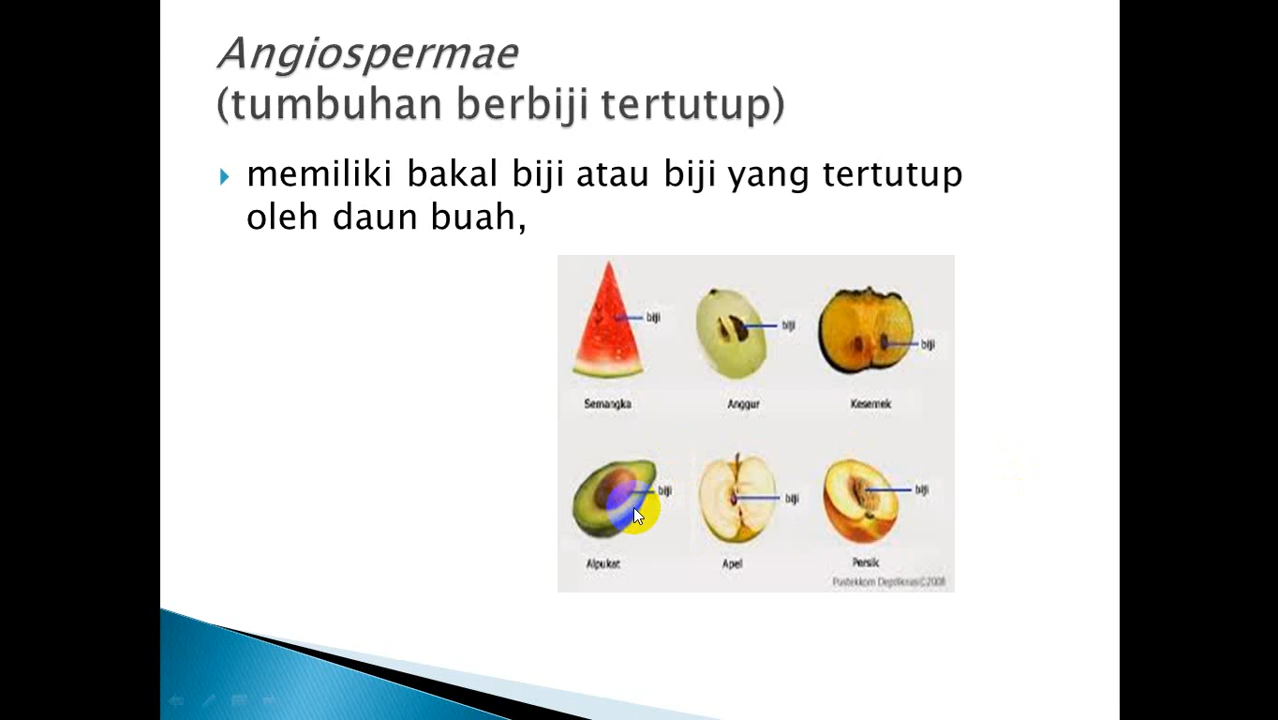 Angiospermae
(tumbuhan berbiji tertutup)
memiliki bakal biji atau biji yang tertutup
oleh daun buah,
biji
biji
biji
Semangka
Anggur
Kesemek
biji
biji
biji
Alpukat
Apel
Persik
Pustekkom Depdiknas©2008